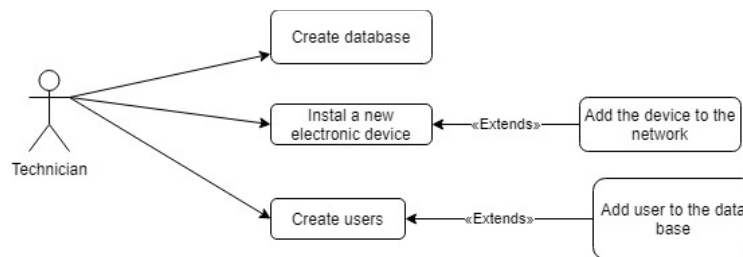 Create database
Instal a new
electronic device
«Extends»
Add the device to the
network
Technician
Create users
«Extends»
Add user to the data
base